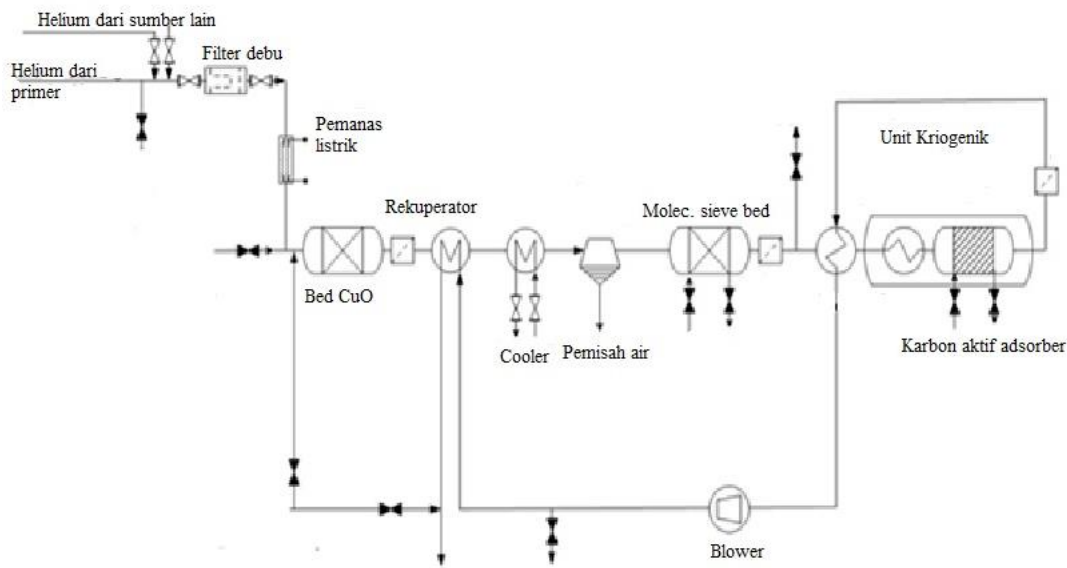 Helium dari sumber lain
Filter debu
Helium dari
primer
Pemanas
listrik
Unit Kriogenik
Rekuperator
Molec. sieve bed
Bed CuO
Cooler
Pemisah air
Karbon aktif adsorber
Blower